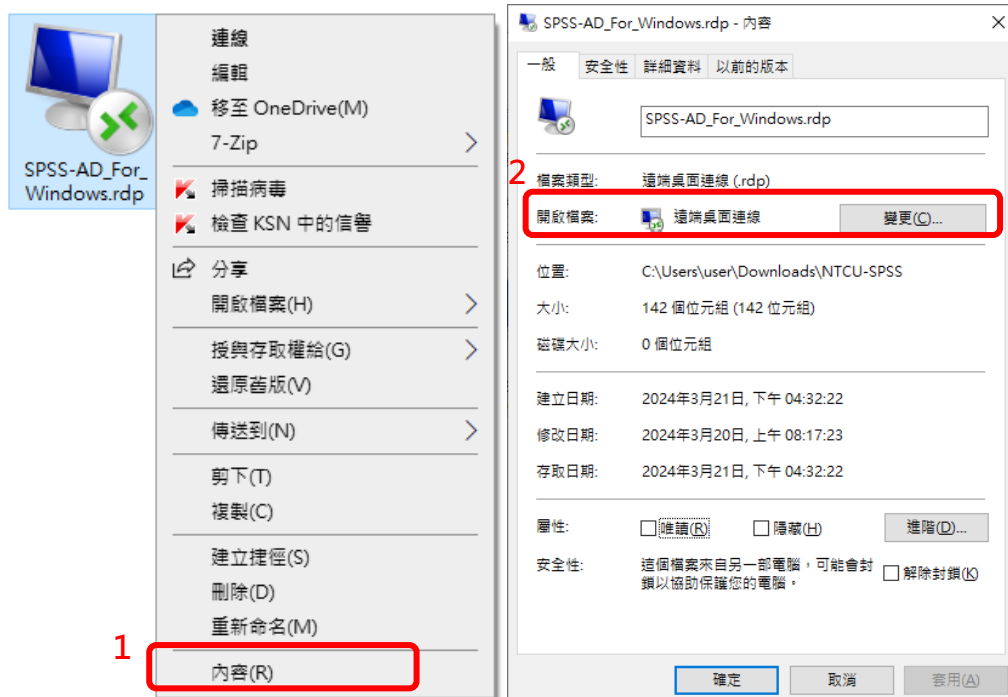 SPSS-AD_For_
Windows.rdp
連線
編輯
移至 OneDrive(M)
7-Zip
掃描病毒
檢查 KSN 中的信譽
分享
開啟檔案(H)
授與存取權給(G)
還原舊版(V)
傳送到(N)
剪下(T)
複製(C)
建立捷徑(S)
刪除(D)
重新命名(M)
1
內容(R)
SPSS-AD_For_Windows.rdp - 內容
一般 安全性 詳細資料 以前的版本
SPSS-AD_For_Windows.rdp
2
檔案類型: 遠端桌面連線 (.rdp)
開啟檔案: 遠端桌面連線 變更(C)...
位置: C:\Users\user\Downloads\NTCU-SPSS
大小: 142 個位元組 (142 位元組)
磁碟大小: 0 個位元組
建立日期: 2024年3月21日, 下午 04:32:22
修改日期: 2024年3月20日, 上午 08:17:23
存取日期: 2024年3月21日, 下午 04:32:22
屬性: 唯讀(R) 隱藏(H) 進階(D)...
安全性: 這個檔案來自另一部電腦，可能會封
鎖以協助保護您的電腦。 解除封鎖(K)
確定 取消 套用(A)